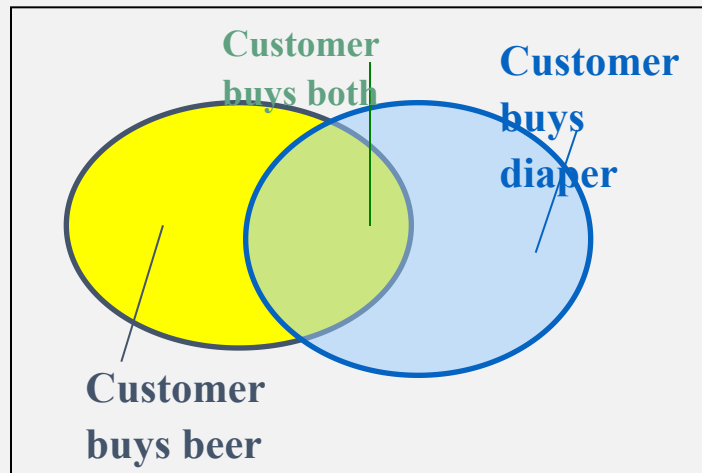 Customer
buys both
Customer
buys
diaper
Customer
buys beer